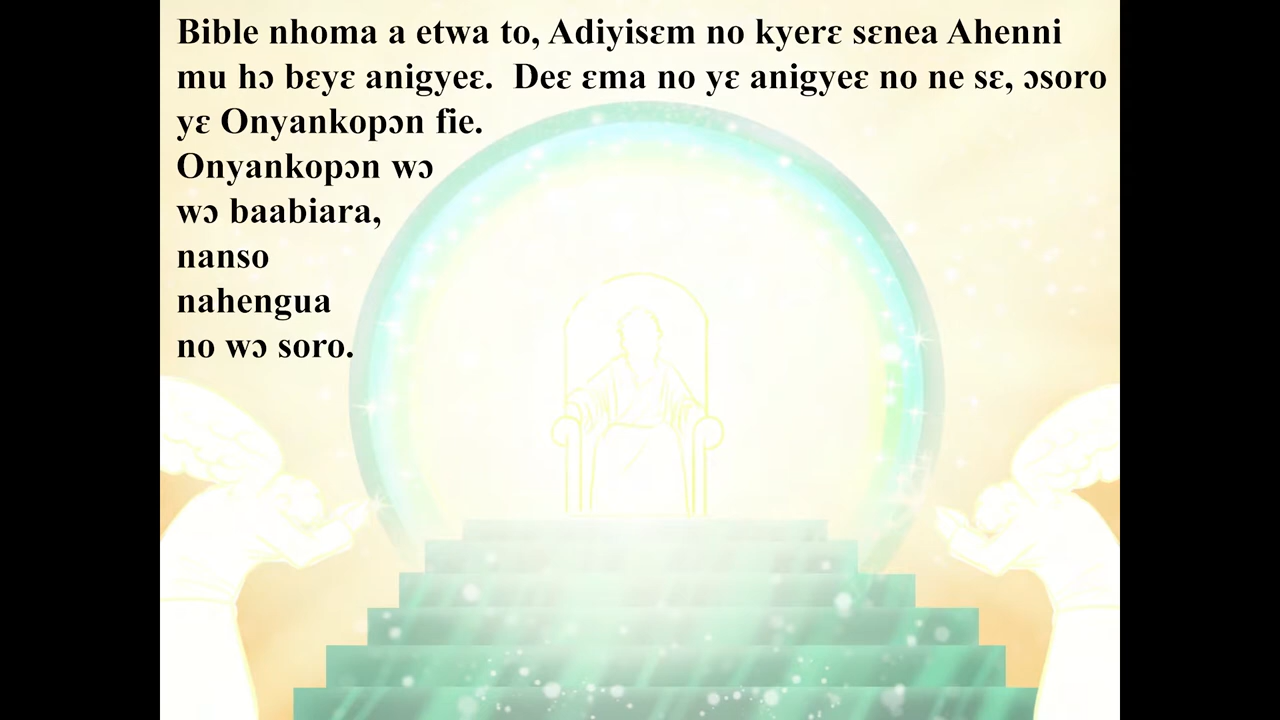 Bible nhoma a etwa to, Adiyisɛm no kyerɛ sɛnea Ahenni
mu hɔ bɛyɛ anigyeɛ.  Deɛ ɛma no yɛ anigyeɛ no ne sɛ, ɔsoro
yɛ Onyankopɔn fie.
Onyankopɔn wɔ
wɔ baabiara,
nanso
nahengua
no wɔ soro.